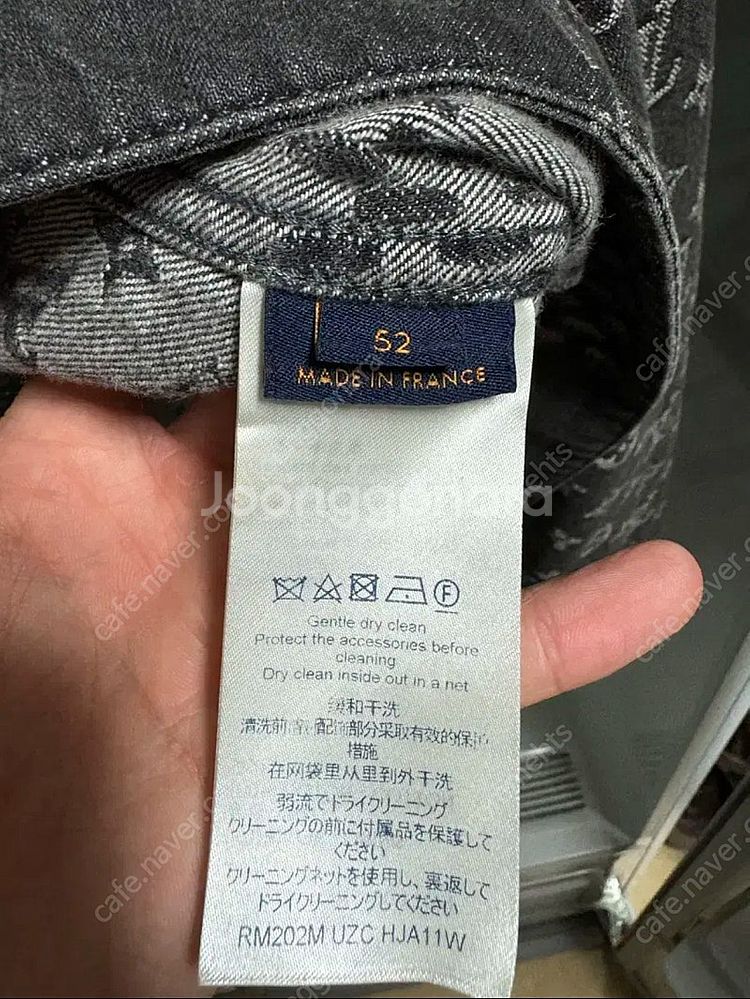 52
MADE IN FRANCE
Joonggonara
F
Gentle dry clean
Protect the accessories before
cleaning
Dry clean inside out in a net
缓和干洗
清洗前 配 部分采取有效的保护
措施
在网袋里从里到外干洗
弱流でドライクリーニング
クリーニングの前に付属品を保護して
ください
クリーニングネットを使用し、裏返して
ドライクリーニングしてください
RM202M UZC HJA11W
cafe.naver.com